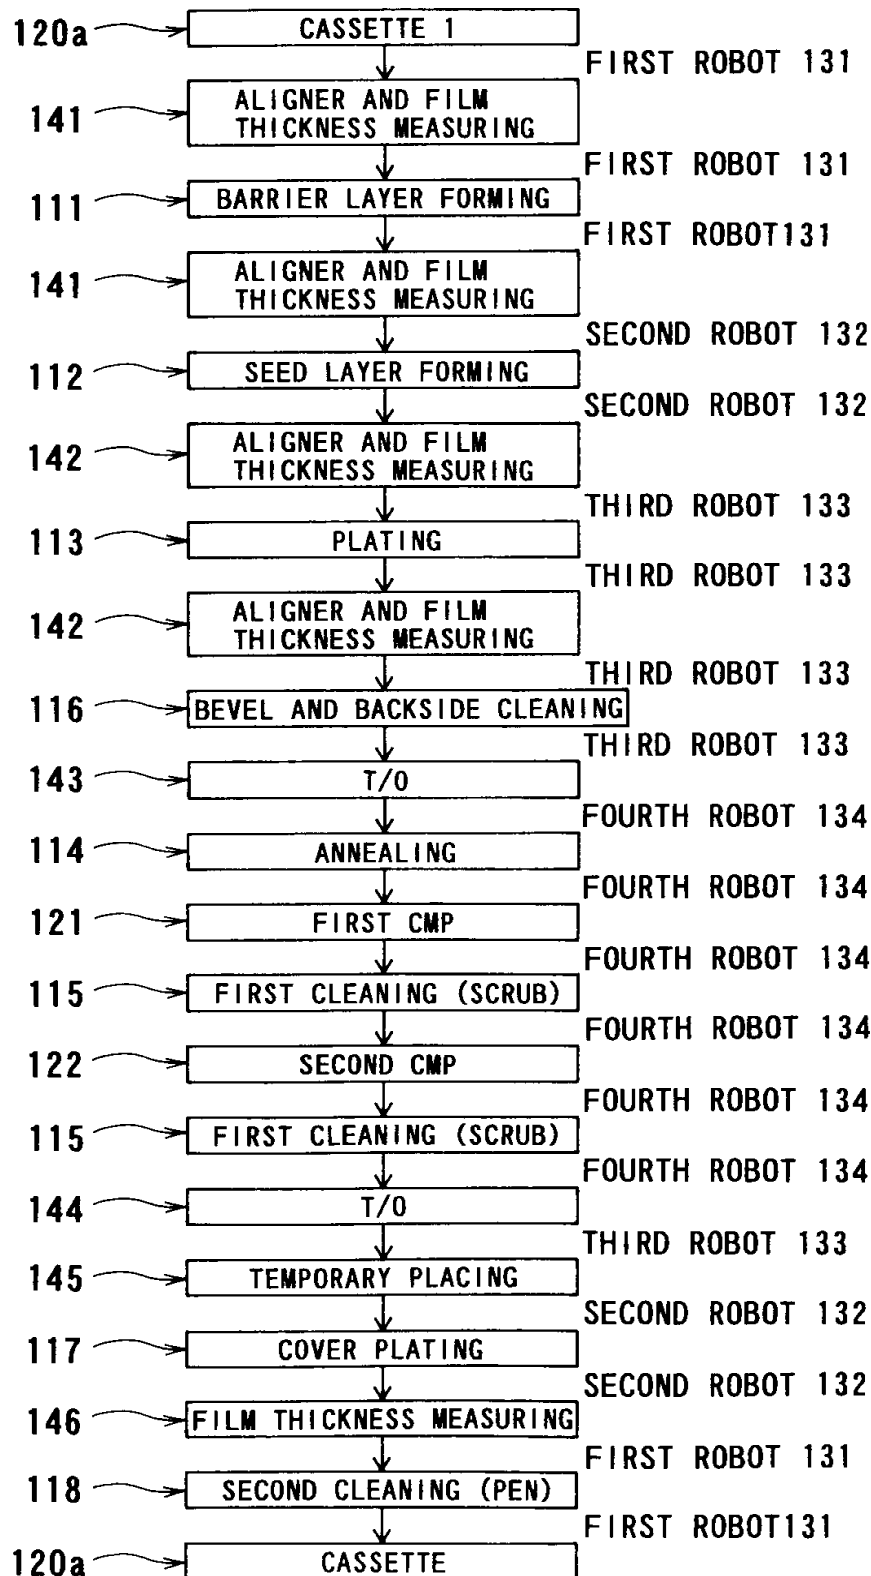 120a CASSETTE 1
FIRST ROBOT 131
141 ALIGNER AND FILM
THICKNESS MEASURING
FIRST ROBOT 131
111 BARRIER LAYER FORMING
FIRST ROBOT131
141 ALIGNER AND FILM
THICKNESS MEASURING
SECOND ROBOT 132
112 SEED LAYER FORMING
SECOND ROBOT 132
142 ALIGNER AND FILM
THICKNESS MEASURING
THIRD ROBOT 133
113 PLATING
THIRD ROBOT 133
142 ALIGNER AND FILM
THICKNESS MEASURING
THIRD ROBOT 133
116 BEVEL AND BACKSIDE CLEANING
THIRD ROBOT 133
143 T/O
FOURTH ROBOT 134
114 ANNEALING
FOURTH ROBOT 134
121 FIRST CMP
FOURTH ROBOT 134
115 FIRST CLEANING (SCRUB)
FOURTH ROBOT 134
122 SECOND CMP
FOURTH ROBOT 134
115 FIRST CLEANING (SCRUB)
FOURTH ROBOT 134
144 T/O
THIRD ROBOT 133
145 TEMPORARY PLACING
SECOND ROBOT 132
117 COVER PLATING
SECOND ROBOT 132
146 FILM THICKNESS MEASURING
FIRST ROBOT 131
118 SECOND CLEANING (PEN)
FIRST ROBOT131
120a CASSETTE